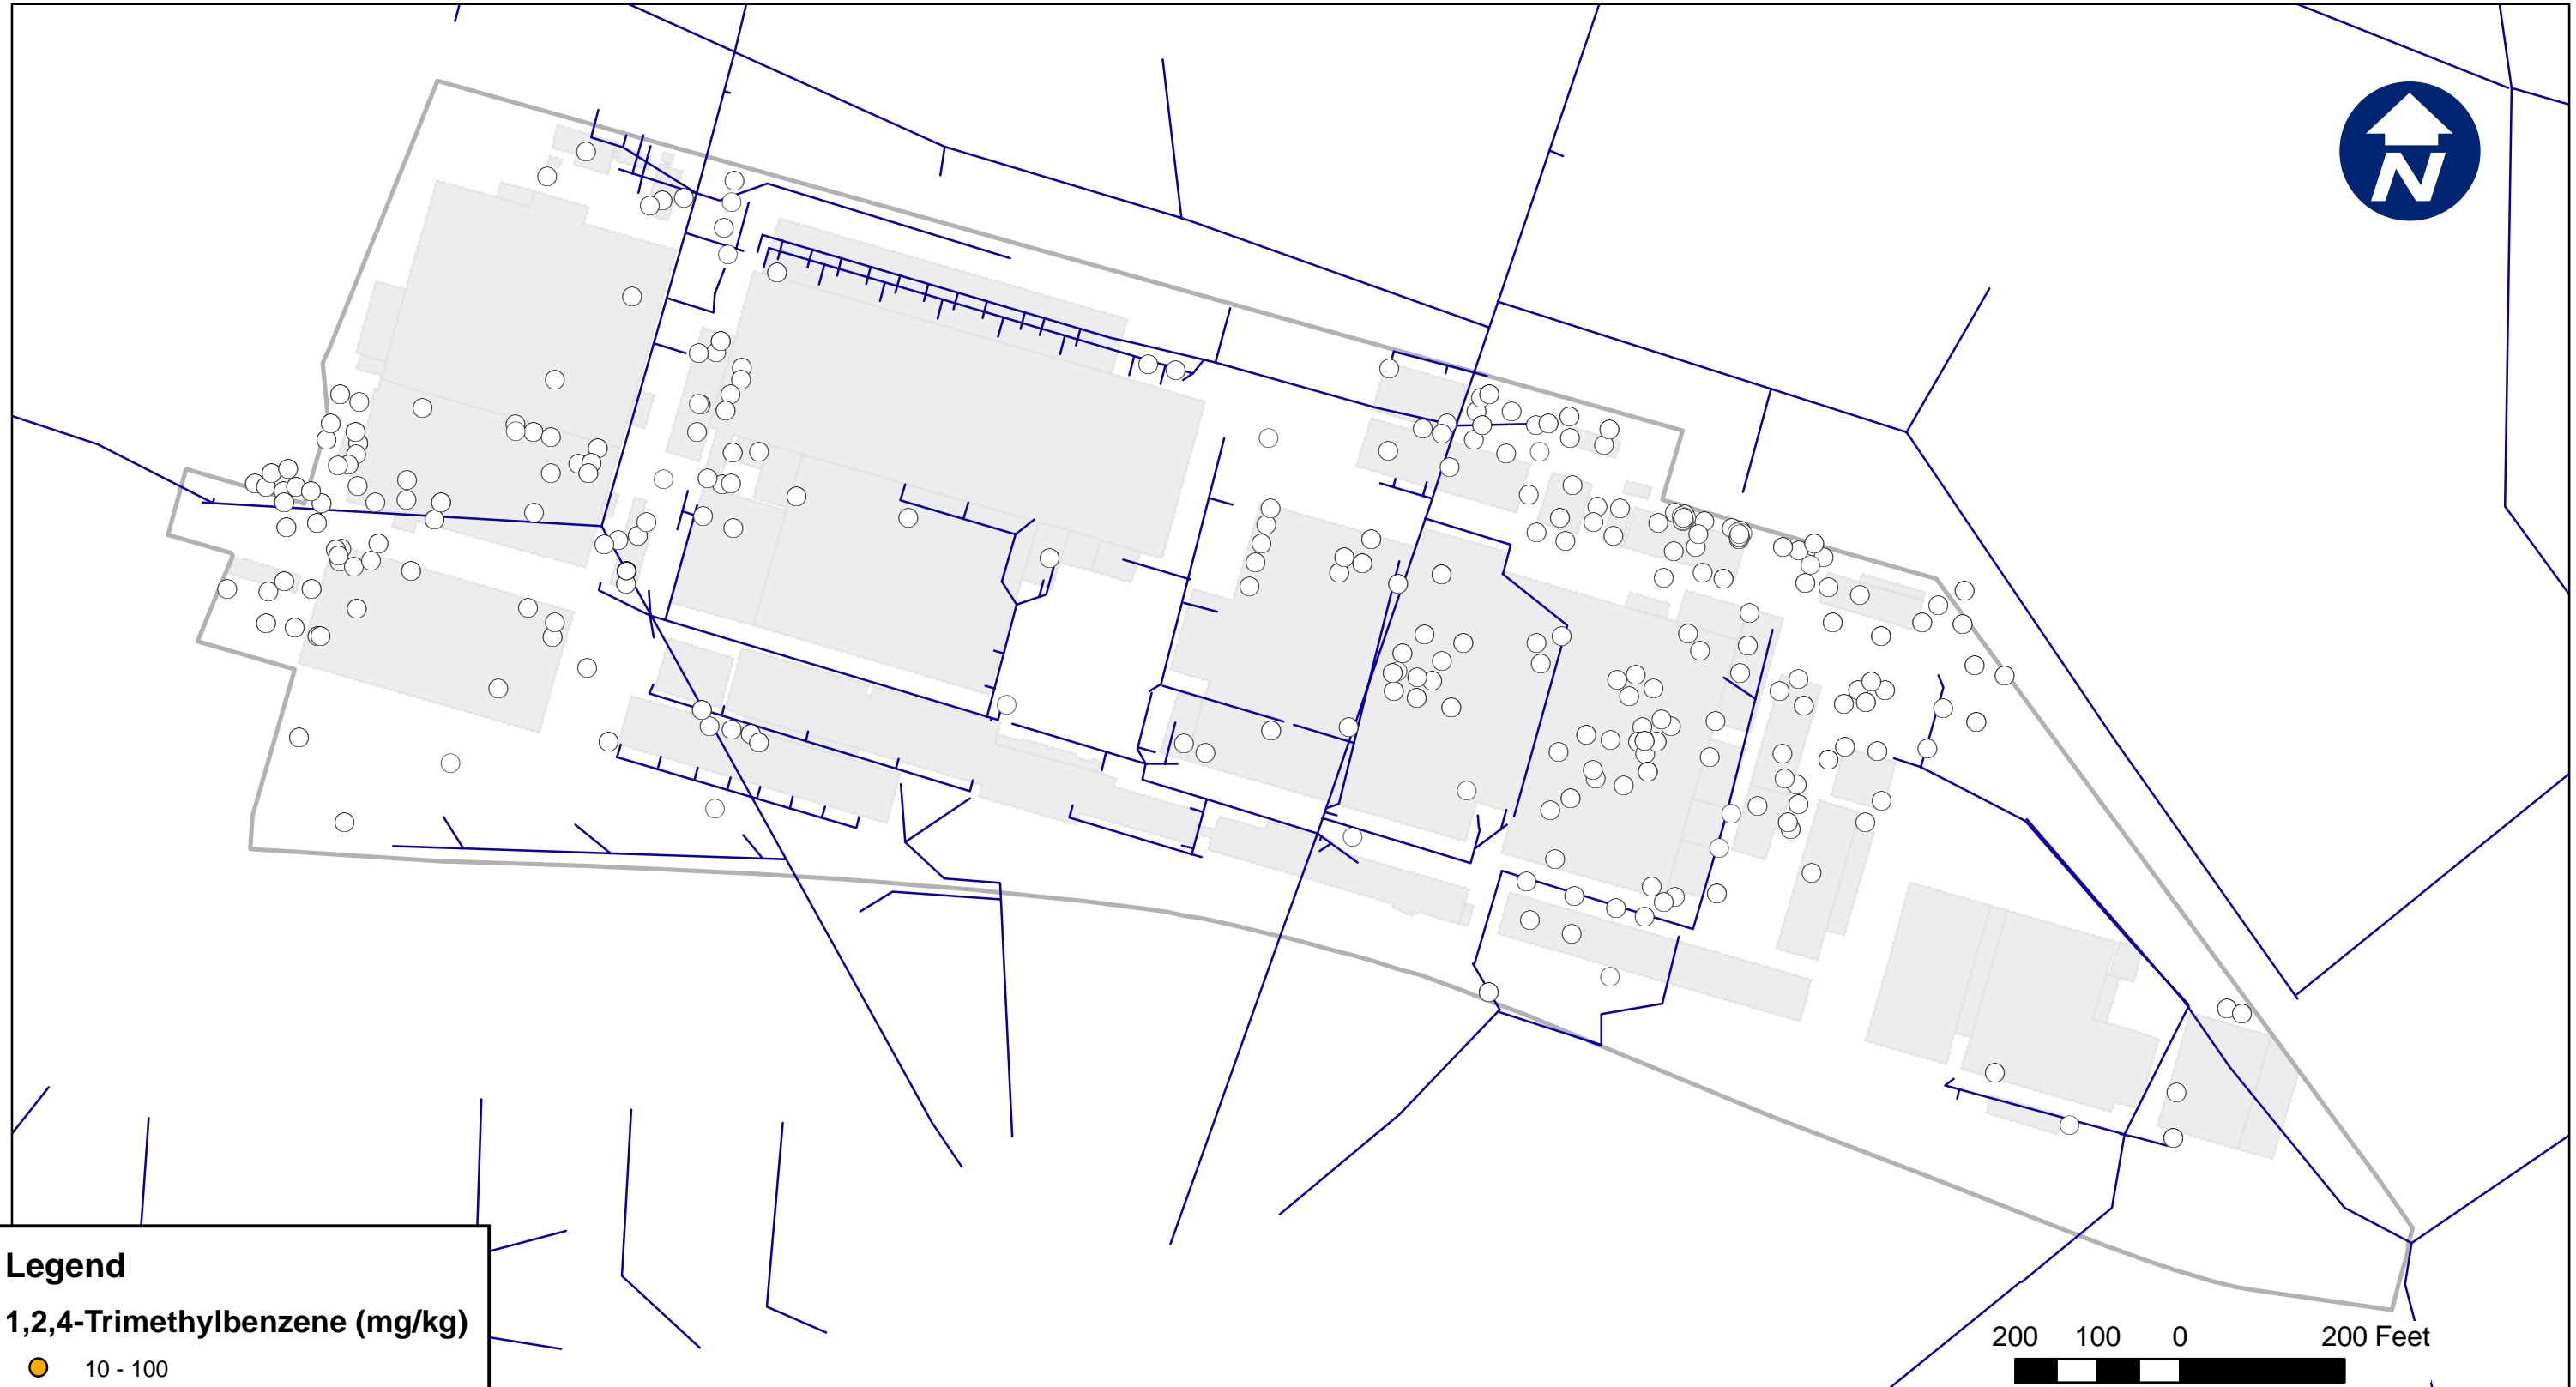 N
Legend
1,2,4-Trimethylbenzene (mg/kg)
10 - 100
200 100 0 200 Feet